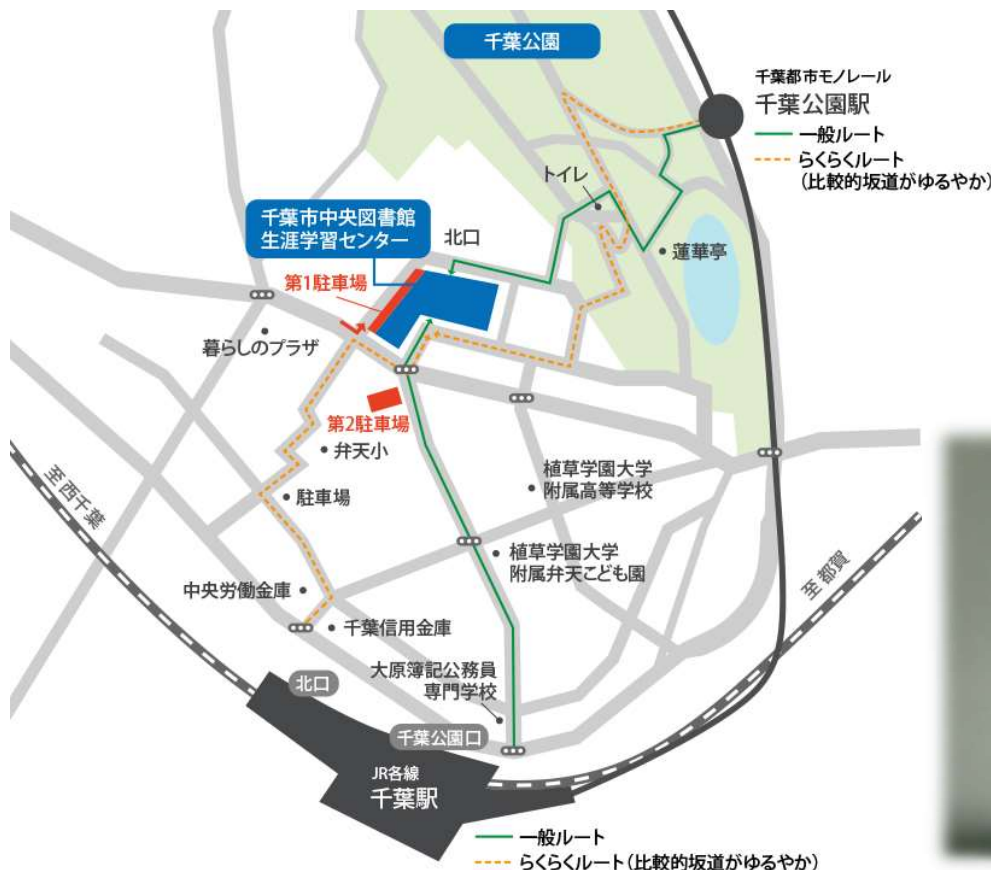 千葉公園
千葉都市モノレール
千葉公園駅
一般ルート
らくらくルート
(比較的坂道がゆるやか)
トイレ
千葉市中央図書館
生涯学習センター
北口
蓮華亭
第1駐車場
暮らしのプラザ
第2駐車場
弁天小
至西千葉
駐車場
植草学園大学
附属高等学校
植草学園大学
附属弁天こども園
至都賀
中央労働金庫
千葉信用金庫
大原簿記公務員
専門学校
北口
千葉公園口
JR各線
千葉駅
一般ルート
らくらくルート(比較的坂道がゆるやか)